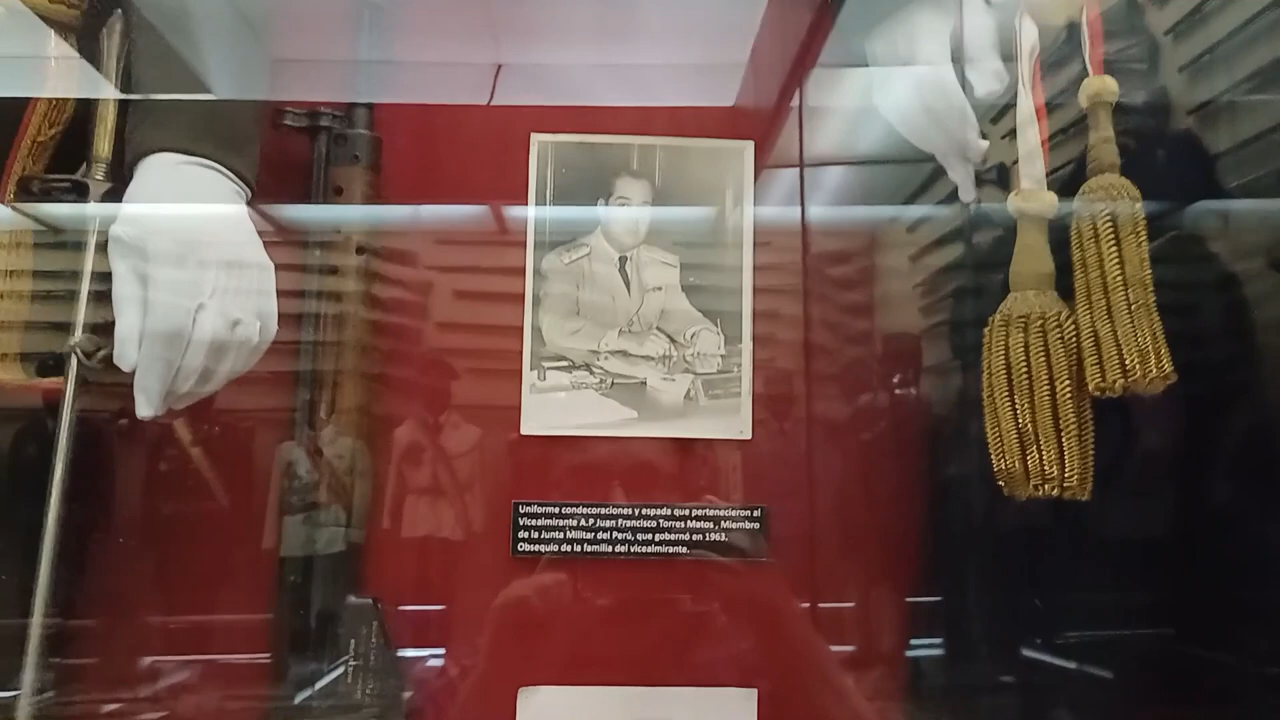 Uniforme condecoraciones y espada que pertenecieron al
Vicealmirante A.P Juan Francisco Torres Matos , Miembro
de la Junta Militar del Perú, que gobernó en 1963.
Obsequio de la familia del vicealmirante.